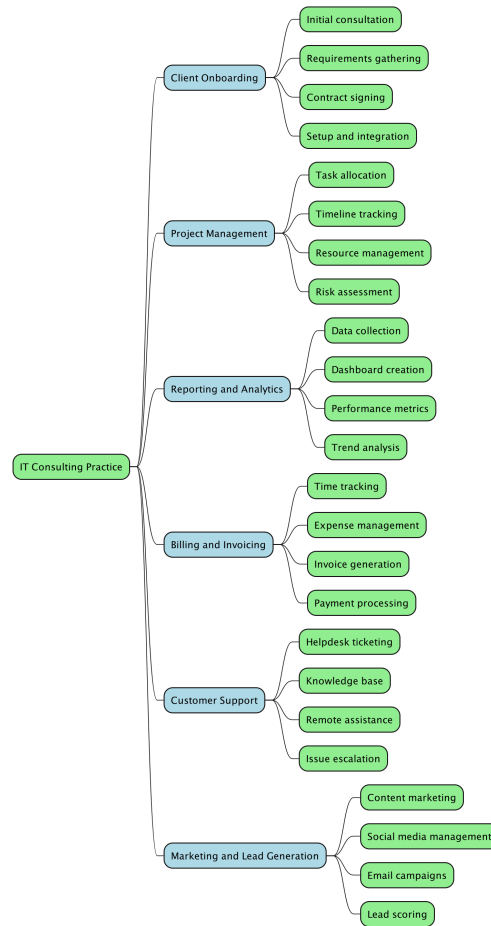 IT Consulting Practice
Client Onboarding
Initial consultation
Requirements gathering
Contract signing
Setup and integration
Project Management
Task allocation
Timeline tracking
Resource management
Risk assessment
Reporting and Analytics
Data collection
Dashboard creation
Performance metrics
Trend analysis
Billing and Invoicing
Time tracking
Expense management
Invoice generation
Payment processing
Customer Support
Helpdesk ticketing
Knowledge base
Remote assistance
Issue escalation
Marketing and Lead Generation
Content marketing
Social media management
Email campaigns
Lead scoring